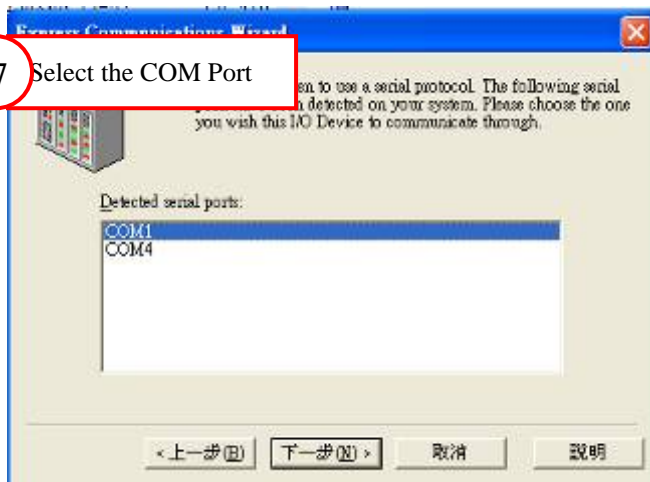 Express Communications Wizard
7 Select the COM Port
en to use a serial protocol. The following serial
n detected on your system. Please choose the one
you wish this I/O Device to communicate through.
Detected serial ports:
COM1
COM4
<上一步(B) 下一步(N)> 取消 說明